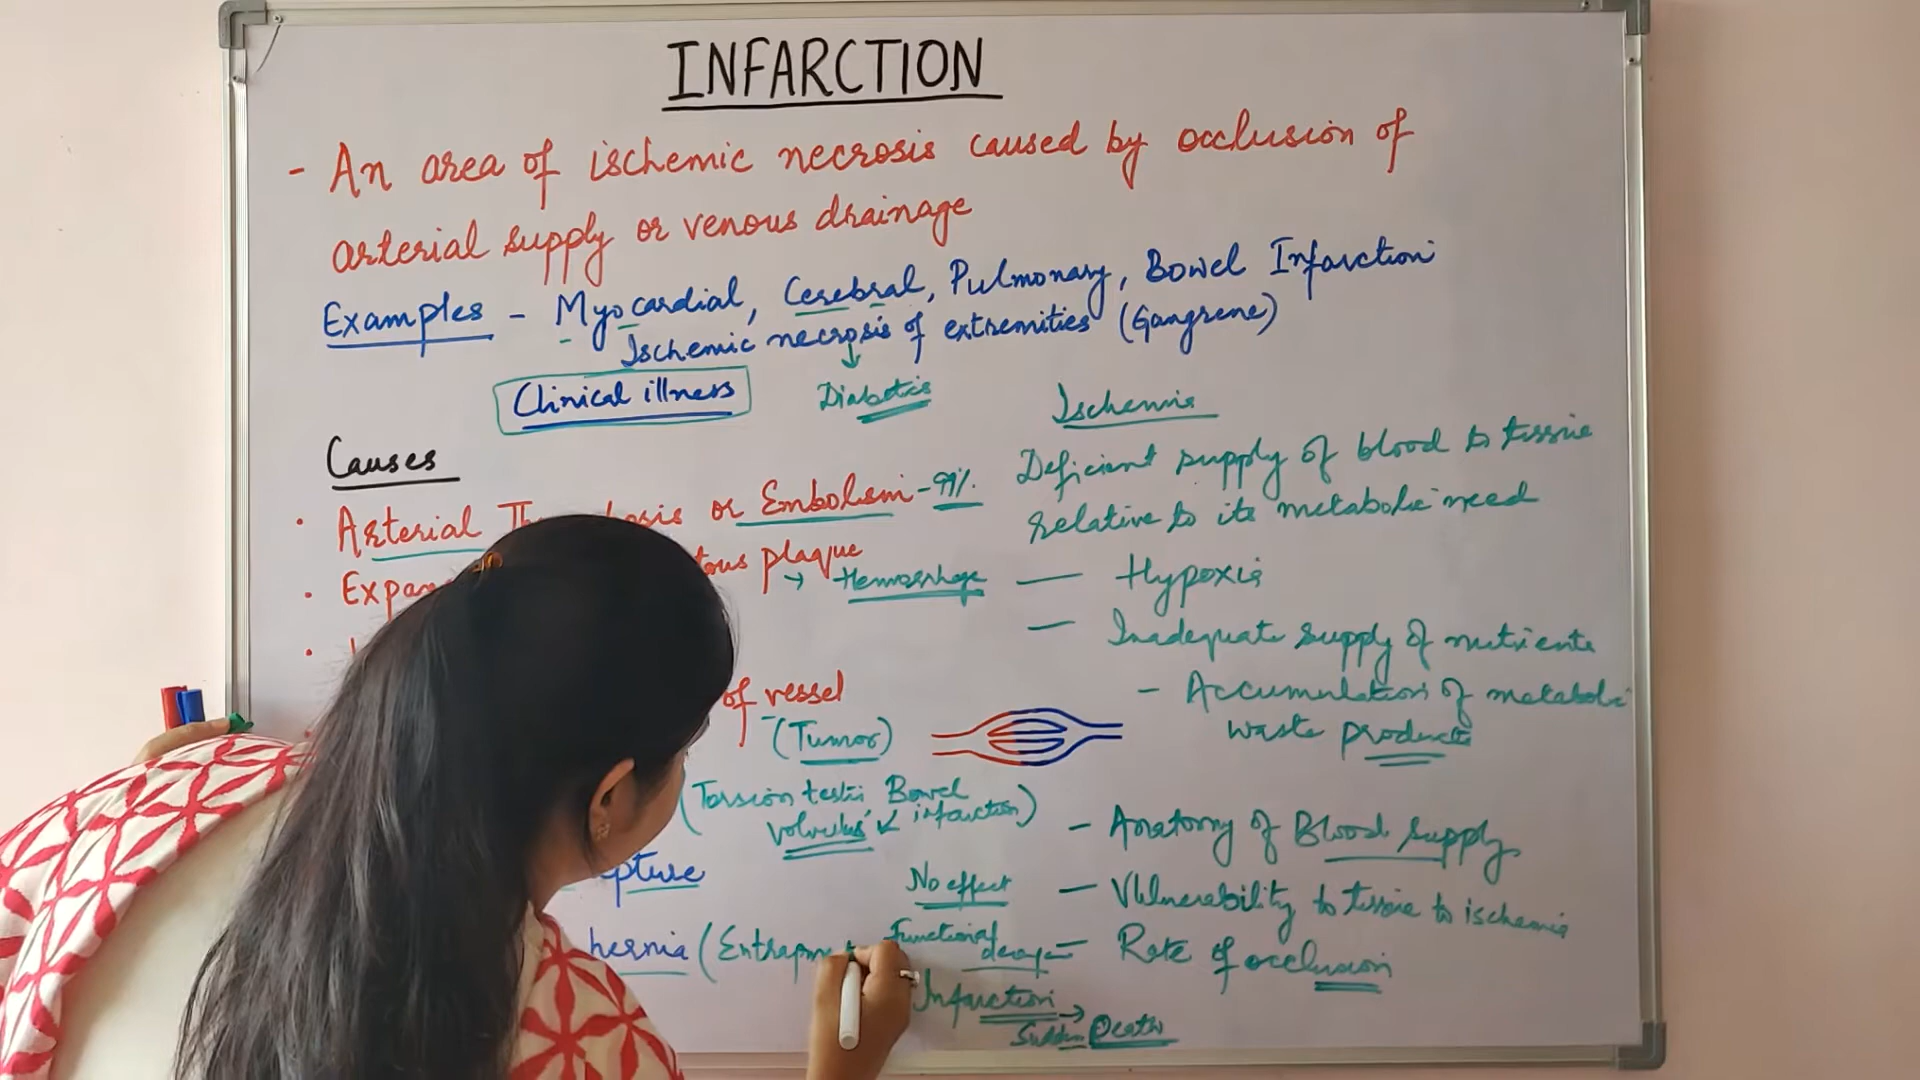 INFARCTION
- An area of ischemic necrosis caused by occlusion of
arterial supply or venous drainage
Examples - Myocardial, Cerebral, Pulmonary, Bowel Infarction
Ischemic necrosis of extremities (Gangrene)
Clinical illness
Diabetis
Causes
• Arterial or Embolism - 99%
plaque
→ Hemorrhage
of vessel
(Tumor)
(Torsion testis Bowel
volvulus infarction)
hernia (Entrapm
Ischemia
Deficient supply of blood to tissue
relative to its metabolic need
— Hypoxia
— Inadequate supply of nutrients
- Accumulation of metabolic
waste products
- Anatomy of Blood supply
- Vulnerability to tissue to ischemia
- Rate of occlusion
No effect
Functional
Infarction →
Sudden Death